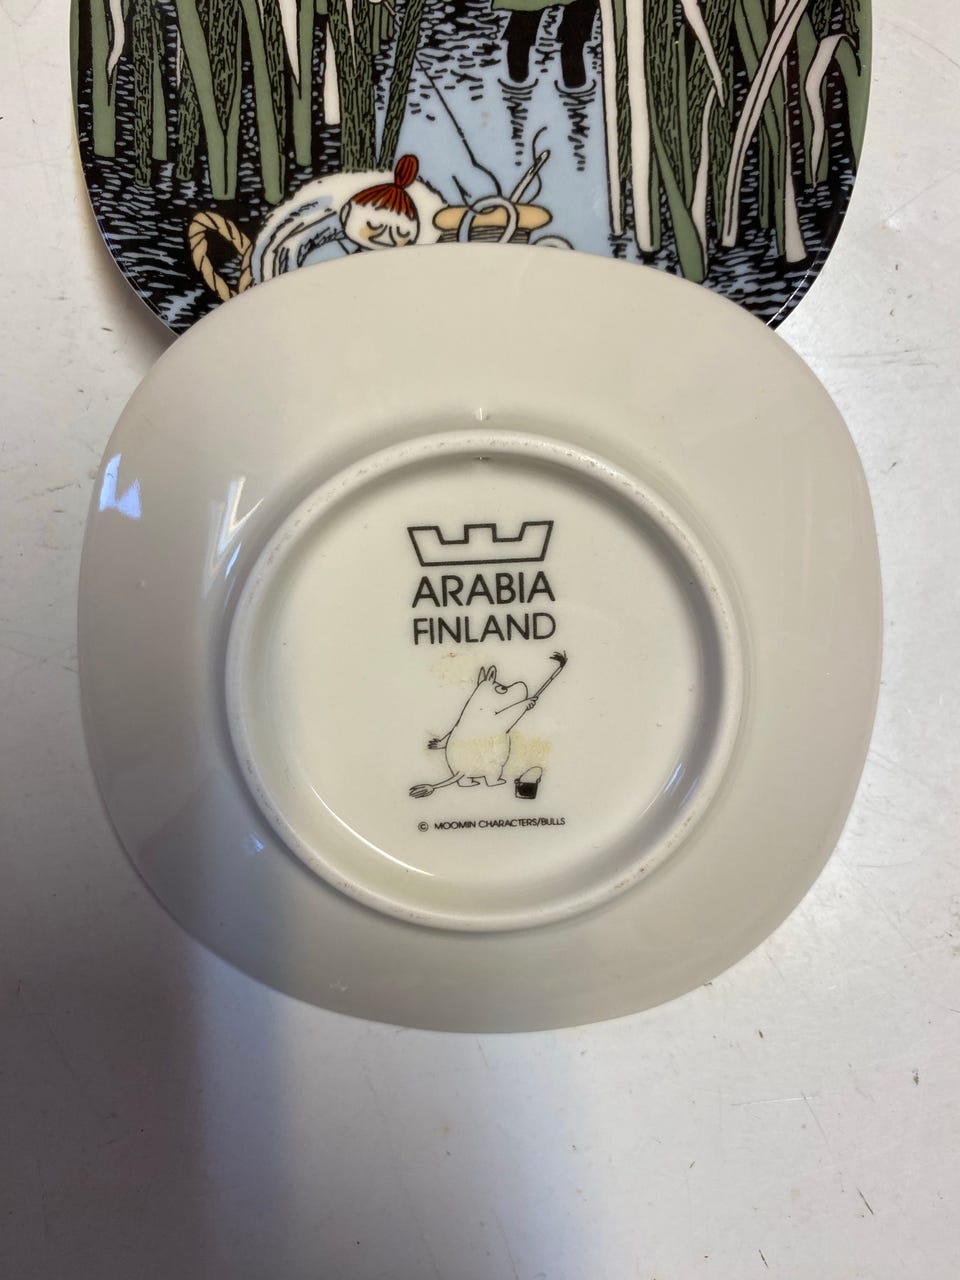 ARABIA
FINLAND
© MOOMIN CHARACTERS/BULLS